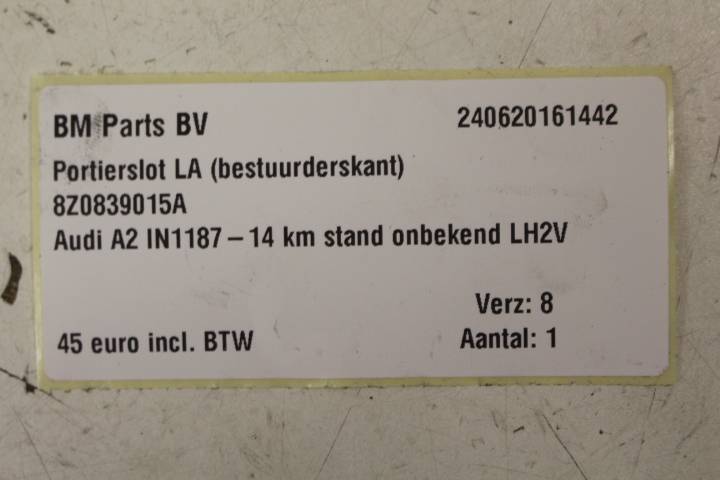 BM Parts BV 240620161442
Portierslot LA (bestuurderskant)
8Z0839015A
Audi A2 IN1187 – 14 km stand onbekend LH2V
Verz: 8
45 euro incl. BTW Aantal: 1